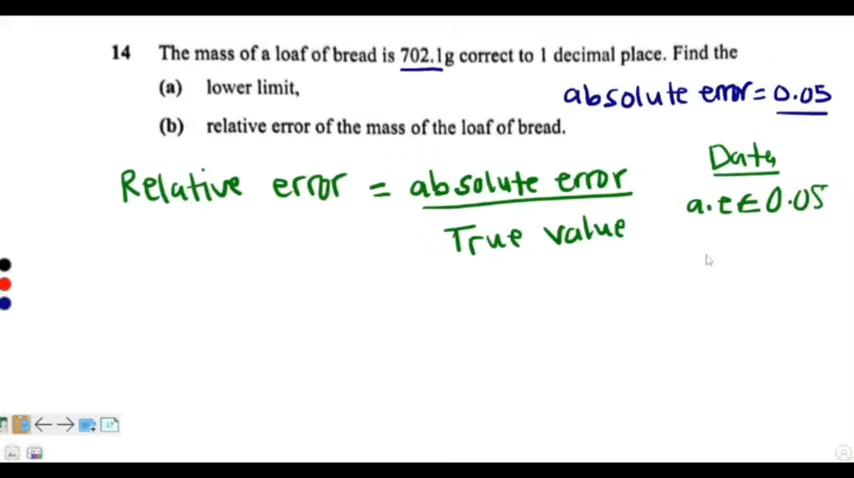 14 The mass of a loaf of bread is 702.1g correct to 1 decimal place. Find the
(a) lower limit,
absolute error = 0.05
(b) relative error of the mass of the loaf of bread.
Relative error = absolute error
True value
Data
a.e = 0.05